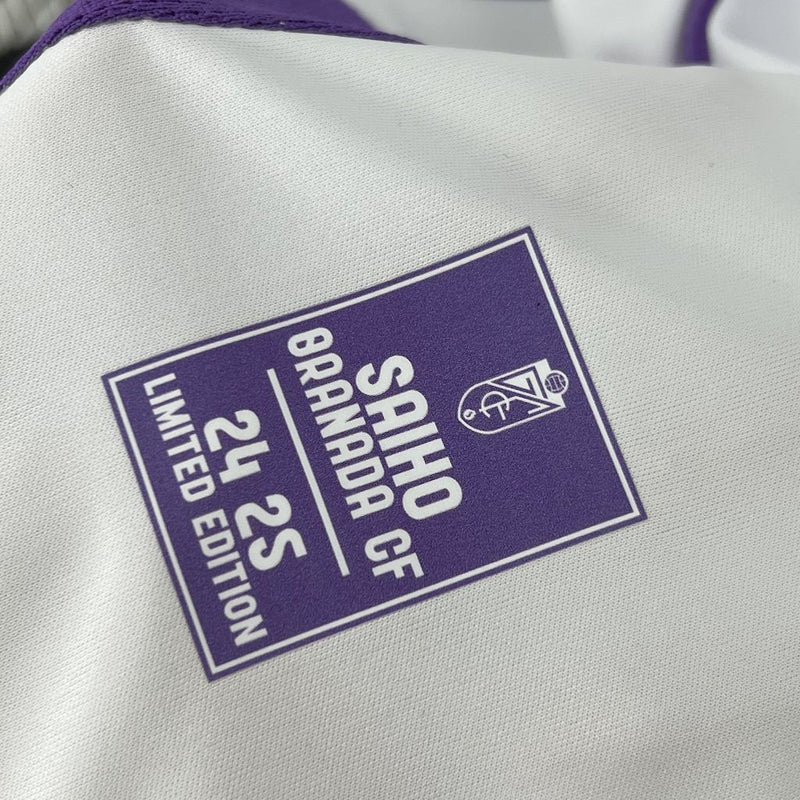 SAIHO
BRANADA CF
24 25
LIMITED EDITION